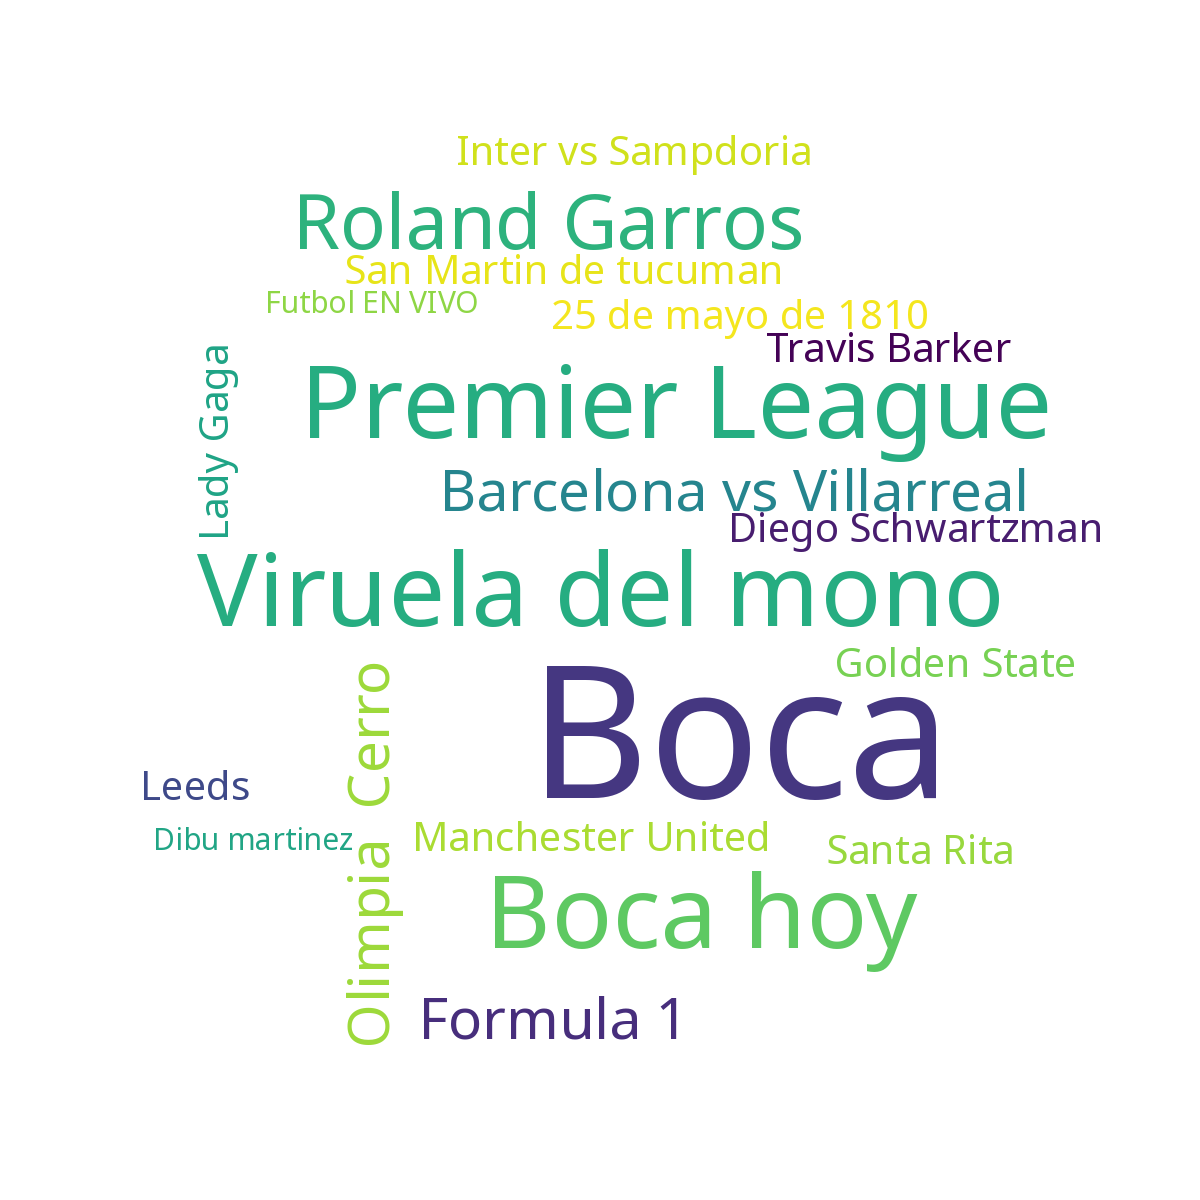 Inter vs Sampdoria
Roland Garros
San Martin de tucuman
Futbol EN VIVO
25 de mayo de 1810
Travis Barker
Lady Gaga
Premier League
Barcelona vs Villarreal
Diego Schwartzman
Viruela del mono
Golden State
Boca
Olimpia Cerro
Leeds
Dibu martinez
Manchester United
Santa Rita
Boca hoy
Formula 1